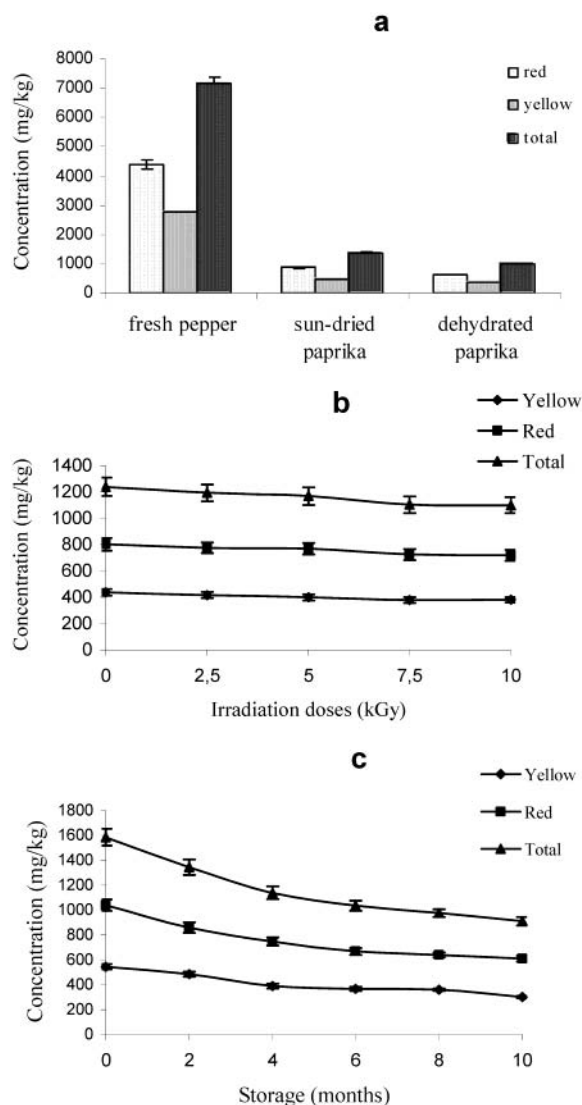 a
Concentration (mg/kg)
8000
7000
6000
5000
4000
3000
2000
1000
0
red
yellow
total
fresh pepper
sun-dried
paprika
dehydrated
paprika
b
Yellow
Red
Total
Concentration (mg/kg)
1400
1200
1000
800
600
400
200
0
0 2,5 5 7,5 10
Irradiation doses (kGy)
c
Yellow
Red
Total
Concentration (mg/kg)
1800
1600
1400
1200
1000
800
600
400
200
0
0 2 4 6 8 10
Storage (months)